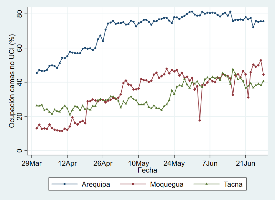 Ocupación camas no UCI (%)
80
60
40
20
0
29Mar 12Apr 26Apr 10May 24May 7Jun 21Jun
Fecha
Arequipa Moquegua Tacna